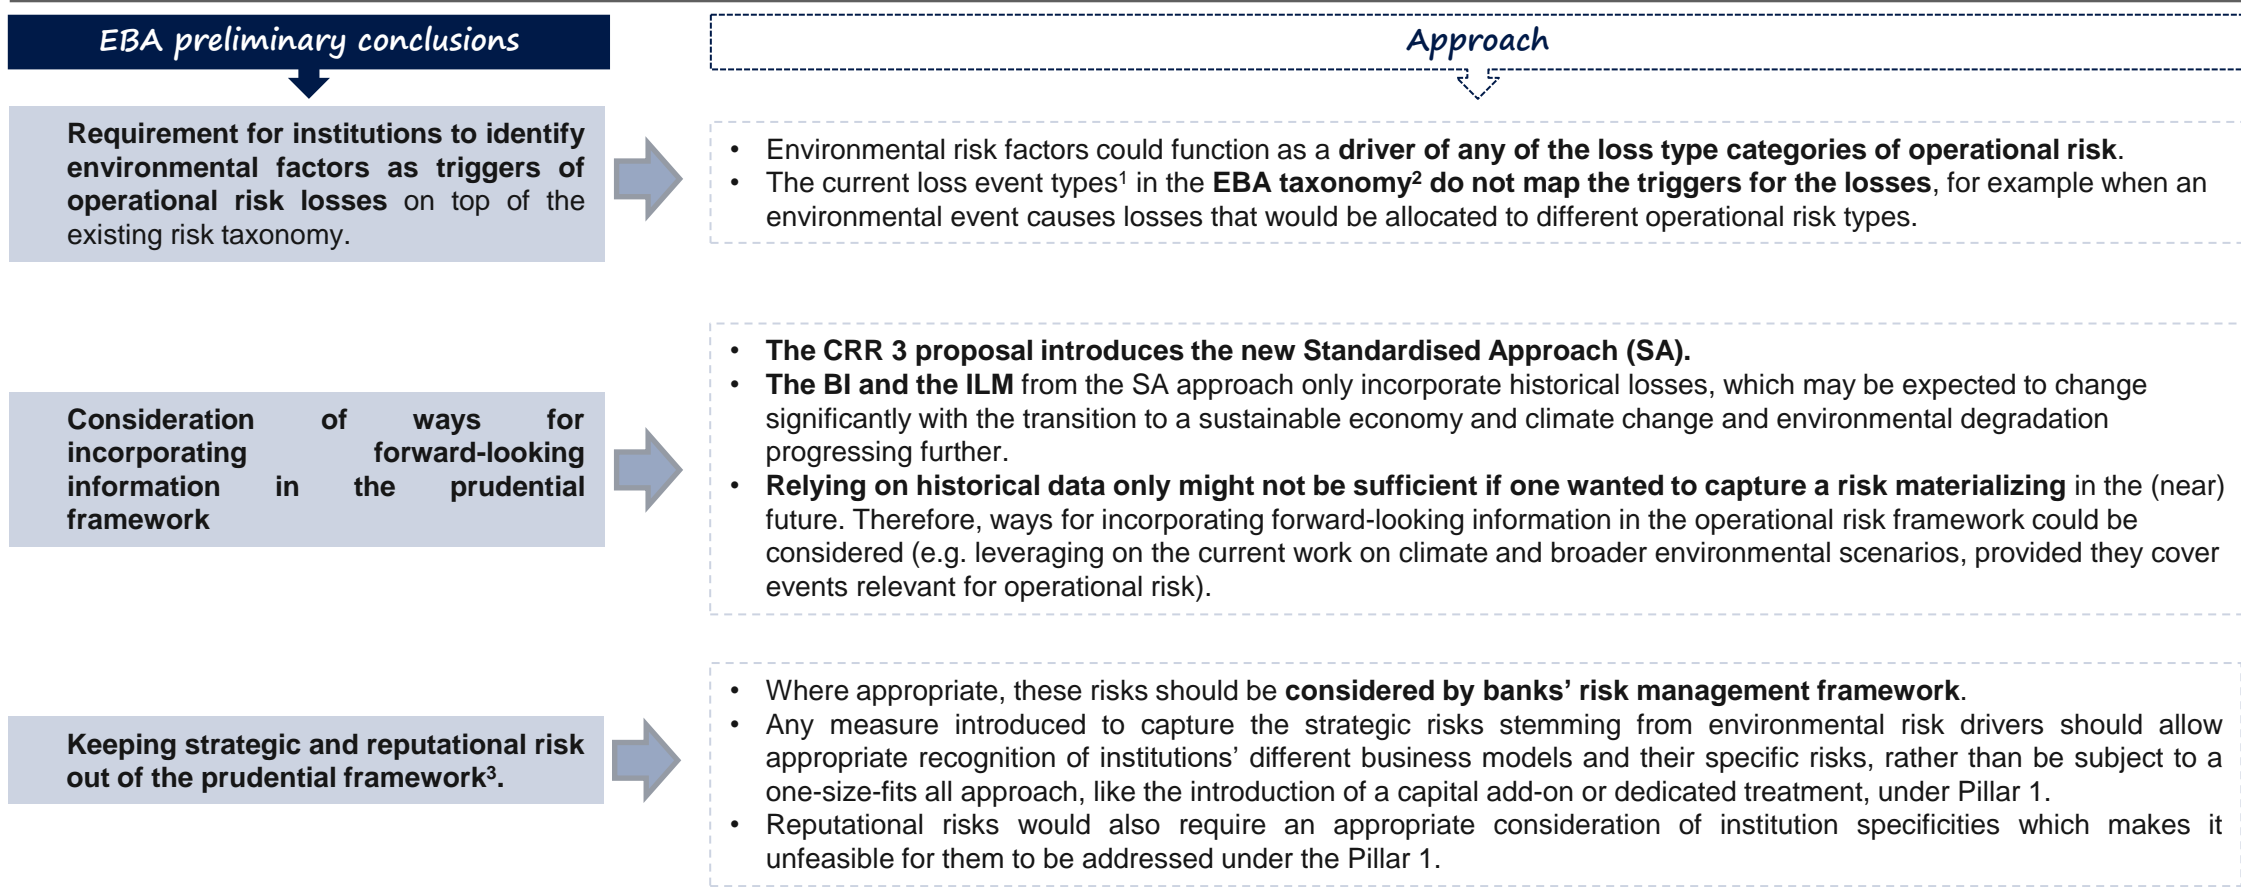 EBA preliminary conclusions
Approach
Requirement for institutions to identify
environmental factors as triggers of
operational risk losses on top of the
existing risk taxonomy.
• Environmental risk factors could function as a driver of any of the loss type categories of operational risk.
• The current loss event types¹ in the EBA taxonomy² do not map the triggers for the losses, for example when an
environmental event causes losses that would be allocated to different operational risk types.
Consideration of ways for
incorporating forward-looking
information in the prudential
framework
• The CRR 3 proposal introduces the new Standardised Approach (SA).
• The BI and the ILM from the SA approach only incorporate historical losses, which may be expected to change
significantly with the transition to a sustainable economy and climate change and environmental degradation
progressing further.
• Relying on historical data only might not be sufficient if one wanted to capture a risk materializing in the (near)
future. Therefore, ways for incorporating forward-looking information in the operational risk framework could be
considered (e.g. leveraging on the current work on climate and broader environmental scenarios, provided they cover
events relevant for operational risk).
Keeping strategic and reputational risk
out of the prudential framework³.
• Where appropriate, these risks should be considered by banks' risk management framework.
• Any measure introduced to capture the strategic risks stemming from environmental risk drivers should allow
appropriate recognition of institutions' different business models and their specific risks, rather than be subject to a
one-size-fits all approach, like the introduction of a capital add-on or dedicated treatment, under Pillar 1.
• Reputational risks would also require an appropriate consideration of institution specificities which makes it
unfeasible for them to be addressed under the Pillar 1.